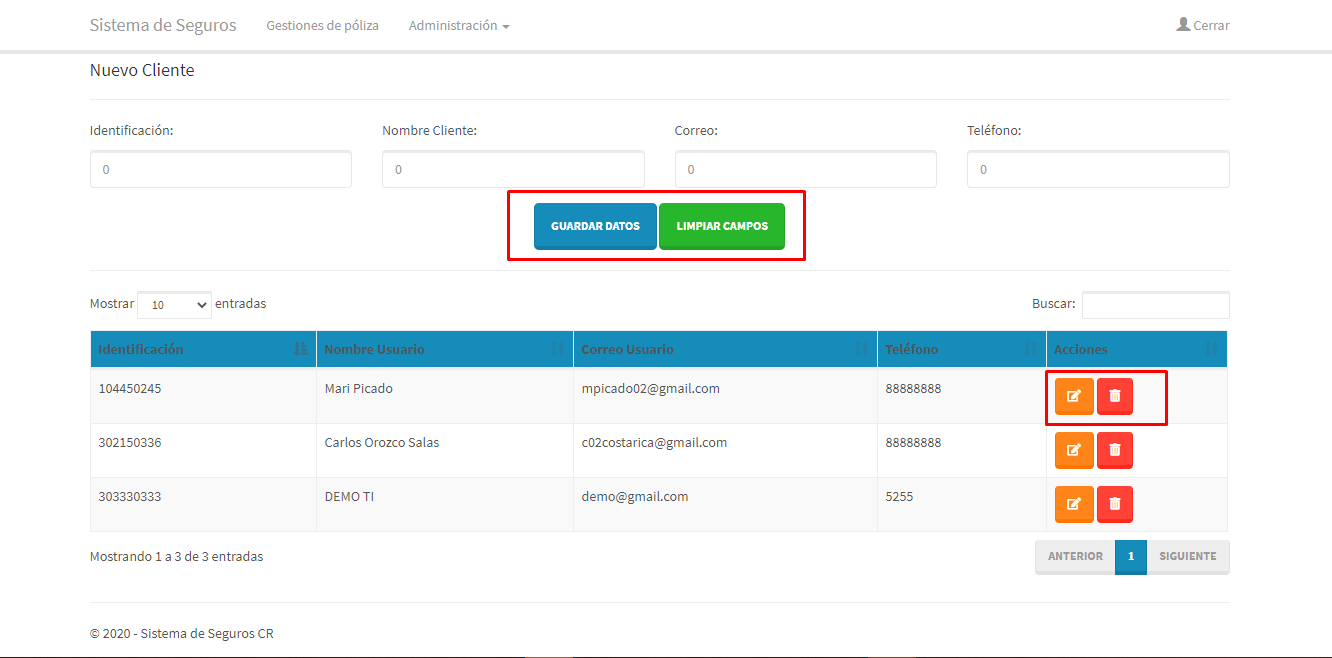 Sistema de Seguros Gestiones de póliza Administración Cerrar
Nuevo Cliente
Identificación: Nombre Cliente: Correo: Teléfono:
0 0 0 0
GUARDAR DATOS LIMPIAR CAMPOS
Mostrar 10 entradas Buscar:
Identificación Nombre Usuario Correo Usuario Teléfono Acciones
104450245 Mari Picado mpicado02@gmail.com 88888888
302150336 Carlos Orozco Salas c02costarica@gmail.com 88888888
303330333 DEMO TI demo@gmail.com 5255
Mostrando 1 a 3 de 3 entradas ANTERIOR 1 SIGUIENTE
© 2020 - Sistema de Seguros CR